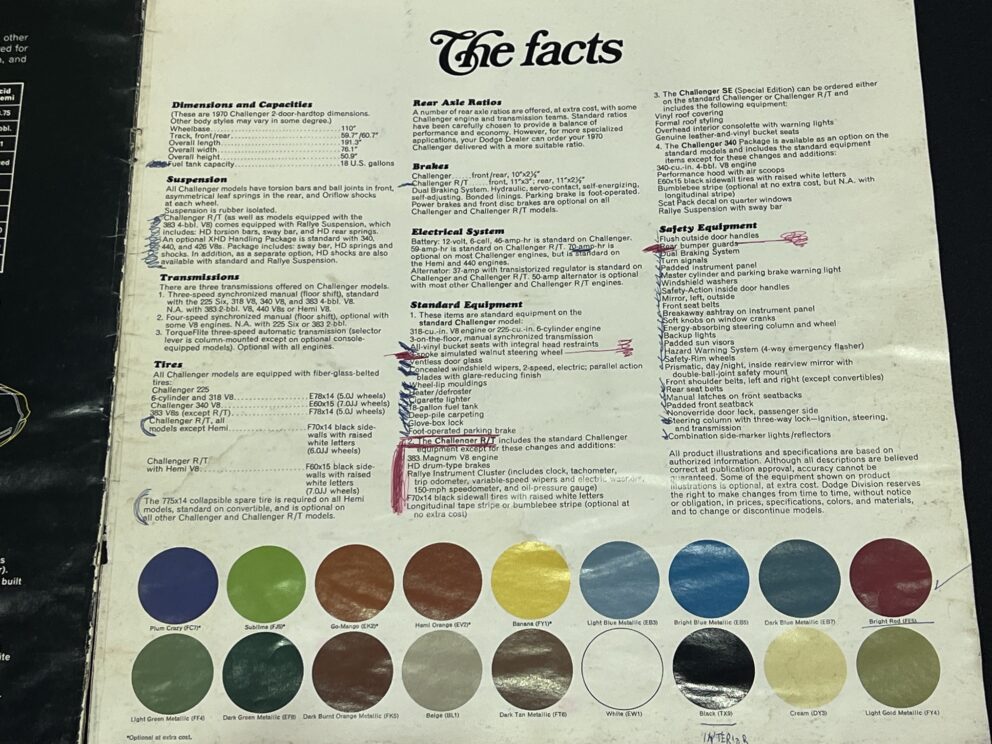 other
ed for
, and
cid
emi
3.75
bbl.
The facts
Dimensions and Capacities
(These are 1970 Challenger 2-door-hardtop dimensions.
Other body styles may vary in some degree.)
Wheelbase 110"
Track, front/rear 59.7"/60.7"
Overall length 191.3"
Overall width 76.1"
Overall height 50.9"
Fuel tank capacity 18 U.S. gallons
Suspension
All Challenger models have torsion bars and ball joints in front,
asymmetrical leaf springs in the rear, and Oriflow shocks
at each wheel.
Suspension is rubber isolated.
Challenger R/T (as well as models equipped with the
383 4-bbl. V8) comes equipped with Rallye Suspension, which
includes: HD torsion bars, sway bar, and HD rear springs.
An optional XHD Handling Package is standard with 340,
440, and 426 V8s. Package includes: sway bar, HD springs and
shocks. In addition, as a separate option, HD shocks are also
available with standard and Rallye Suspension.
Transmissions
There are three transmissions offered on Challenger models.
1. Three-speed synchronized manual (floor shift), standard
with the 225 Six, 318 V8, 340 V8, and 383 4-bbl. V8.
N.A. with 383 2-bbl. V8, 440 V8s or Hemi V8.
2. Four-speed synchronized manual (floor shift), optional with
some V8 engines. N.A. with 225 Six or 383 2-bbl.
3. TorqueFlite three-speed automatic transmission (selector
lever is column-mounted except on optional console-
equipped models). Optional with all engines.
Tires
All Challenger models are equipped with fiber-glass-belted
tires:
Challenger 225
6-cylinder and 318 V8 E78x14 (5.0JJ wheels)
Challenger 340 V8 E60x15 (7.0JJ wheels)
383 V8s (except R/T) F78x14 (5.0JJ wheels)
Challenger R/T, all
models except Hemi F70x14 black side-
walls with raised
white letters
(6.0JJ wheels)
Challenger R/T
with Hemi V8 F60x15 black side-
walls with raised
white letters
(7.0JJ wheels)
The 775x14 collapsible spare tire is required on all Hemi
models, standard on convertible, and is optional on
all other Challenger and Challenger R/T models.
Rear Axle Ratios
A number of rear axle ratios are offered, at extra cost, with some
Challenger engine and transmission teams. Standard ratios
have been carefully chosen to provide a balance of
performance and economy. However, for more specialized
applications, your Dodge Dealer can order your 1970
Challenger delivered with a more suitable ratio.
Brakes
Challenger front/rear, 10"x2½"
Challenger R/T front, 11"x3"; rear, 11"x2½"
Dual Braking System. Hydraulic, servo-contact, self-energizing,
self-adjusting. Bonded linings. Parking brake is foot-operated.
Power brakes and front disc brakes are optional on all
Challenger and Challenger R/T models.
Electrical System
Battery: 12-volt, 6-cell, 46-amp-hr is standard on Challenger.
59-amp-hr is standard on Challenger R/T. 70-amp-hr is
optional on most Challenger engines, but is standard on
the Hemi and 440 engines.
Alternator: 37-amp with transistorized regulator is standard on
Challenger and Challenger R/T. 50-amp alternator is optional
with most other Challenger and Challenger R/T engines.
Standard Equipment
1. These items are standard equipment on the
standard Challenger model:
318-cu.-in. V8 engine or 225-cu.-in. 6-cylinder engine
3-on-the-floor, manual synchronized transmission
All-vinyl bucket seats with integral head restraints
spoke simulated walnut steering wheel
Ventless door glass
Concealed windshield wipers, 2-speed, electric; parallel action
blades with glare-reducing finish
Wheel-lip mouldings
Heater/defroster
Cigarette lighter
18-gallon fuel tank
Deep-pile carpeting
Glove-box lock
Foot-operated parking brake
2. The Challenger R/T includes the standard Challenger
equipment except for these changes and additions:
383 Magnum V8 engine
HD drum-type brakes
Rallye Instrument Cluster (includes clock, tachometer,
trip odometer, variable-speed wipers and electric washers,
150-mph speedometer, and oil-pressure gauge)
F70x14 black sidewall tires with raised white letters
Longitudinal tape stripe or bumblebee stripe (optional at
no extra cost)
3. The Challenger SE (Special Edition) can be ordered either
on the standard Challenger or Challenger R/T and
includes the following equipment:
Vinyl roof covering
Formal roof styling
Overhead interior consolette with warning lights
Genuine leather-and-vinyl bucket seats
4. The Challenger 340 Package is available as an option on the
standard models and includes the standard equipment
items except for these changes and additions:
340-cu.-in. 4-bbl. V8 engine
Performance hood with air scoops
E60x15 blackside wall tires with raised white letters
Bumblebee stripe (optional at no extra cost, but N.A. with
longitudinal stripe)
Scat Pack decal on quarter windows
Rallye Suspension with sway bar
Safety Equipment
Flush outside door handles
Rear bumper guards
Dual Braking System
Turn signals
Padded instrument panel
Master cylinder and parking brake warning light
Windshield washers
Safety-Action inside door handles
Mirror, left, outside
Front seat belts
Breakaway ashtray on instrument panel
Soft knobs on window cranks
Energy-absorbing steering column and wheel
Backup lights
Padded sun visors
Hazard Warning System (4-way emergency flasher)
Safety-Rim wheels
Prismatic, day/night, inside rearview mirror with
double-ball-joint safety mount
Front shoulder belts, left and right (except convertibles)
Rear seat belts
Manual latches on front seatbacks
Padded front seatback
Nonoverride door lock, passenger side
Steering column with three-way lock—ignition, steering,
and transmission
Combination side-marker lights/reflectors
All product illustrations and specifications are based on
authorized information. Although all descriptions are believed
correct at publication approval, accuracy cannot be
guaranteed. Some of the equipment shown on product
illustrations is optional, at extra cost. Dodge Division reserves
the right to make changes from time to time, without notice
or obligation, in prices, specifications, colors, and materials,
and to change or discontinue models.
built
Plum Crazy (FC7)*
Sublime (FJ5)*
Go-Mango (EK2)*
Hemi Orange (EV2)*
Banana (FY1)*
Light Blue Metallic (EB3)
Bright Blue Metallic (EB5)
Dark Blue Metallic (EB7)
Bright Red (FE5)
Light Green Metallic (FF4)
Dark Green Metallic (EF8)
Dark Burnt Orange Metallic (FK5)
Beige (BL1)
Dark Tan Metallic (FT6)
White (EW1)
Black (TX9)
Cream (DY3)
Light Gold Metallic (FY4)
*Optional at extra cost.
INTERIOR